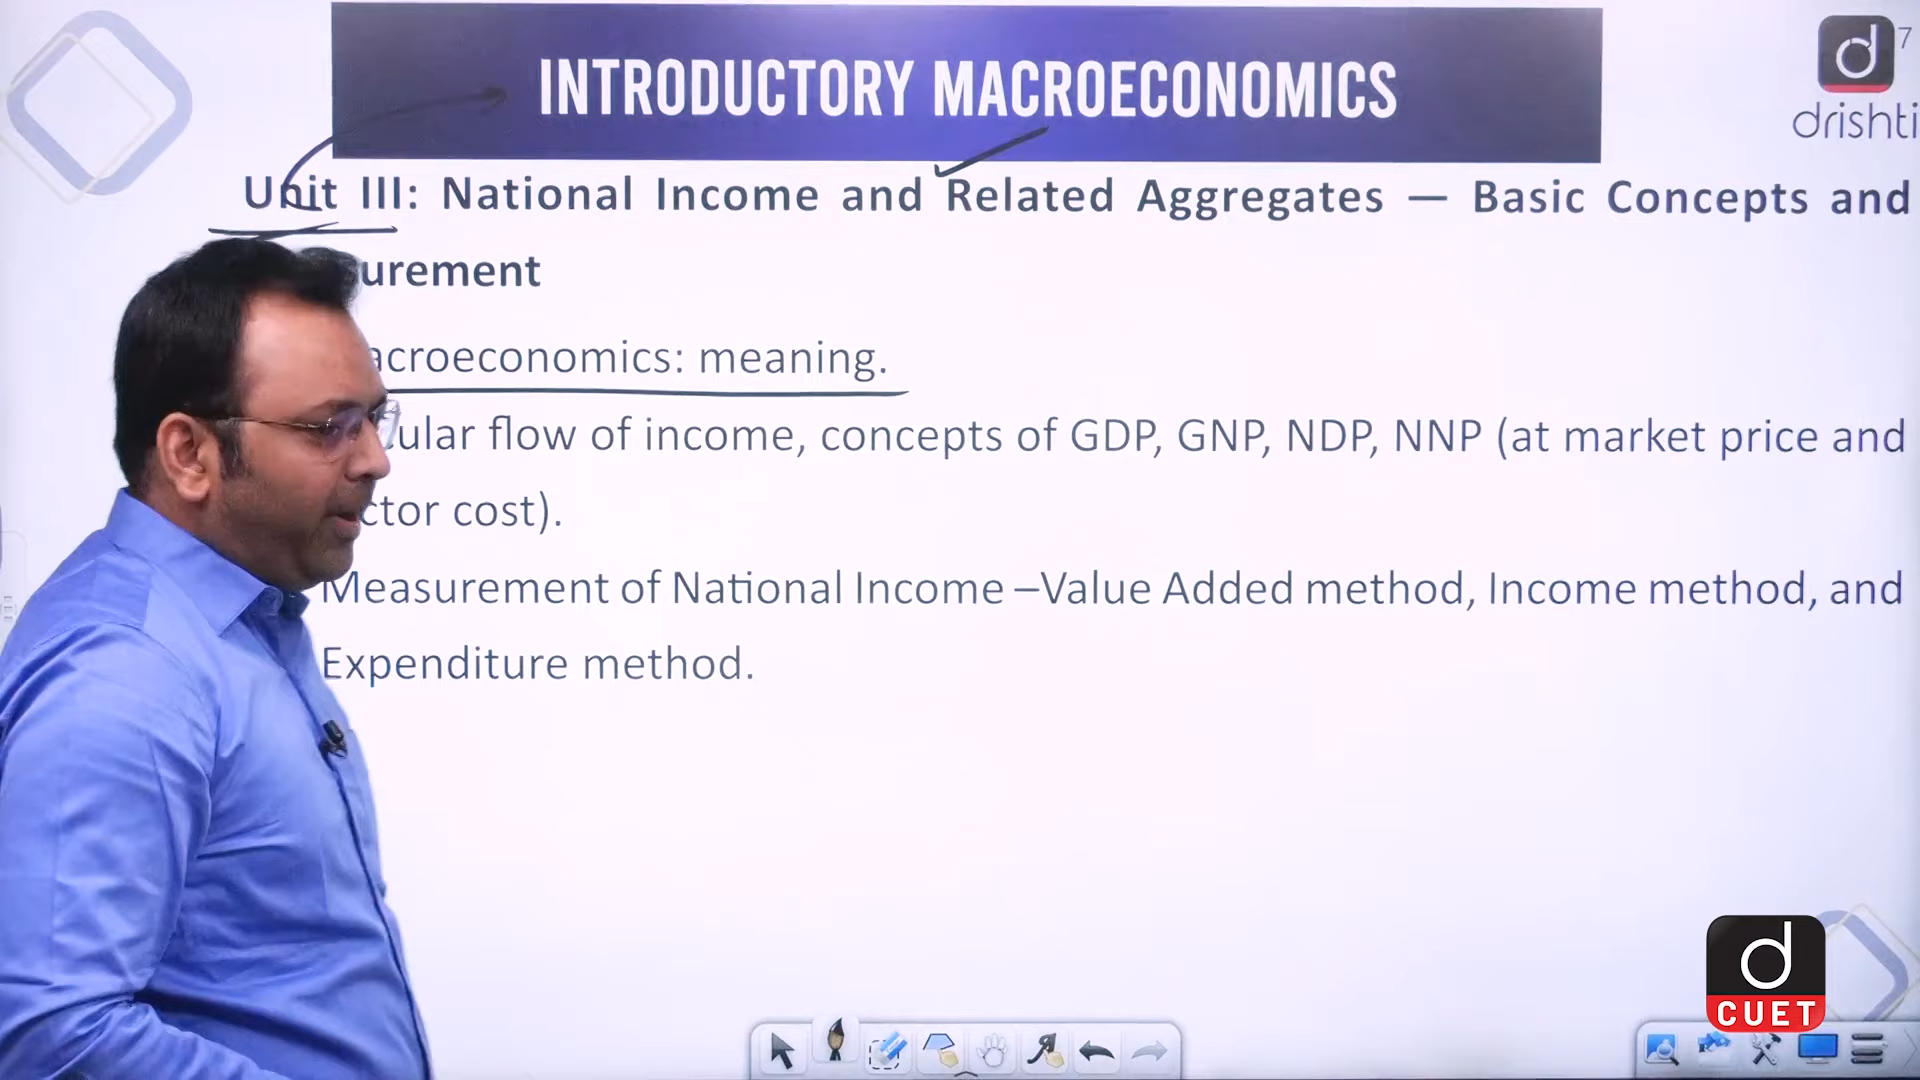 INTRODUCTORY MACROECONOMICS
7
drishti
Unit III: National Income and Related Aggregates — Basic Concepts and
urement
acroeconomics: meaning.
cular flow of income, concepts of GDP, GNP, NDP, NNP (at market price and
ctor cost).
Measurement of National Income –Value Added method, Income method, and
Expenditure method.
d
CUET